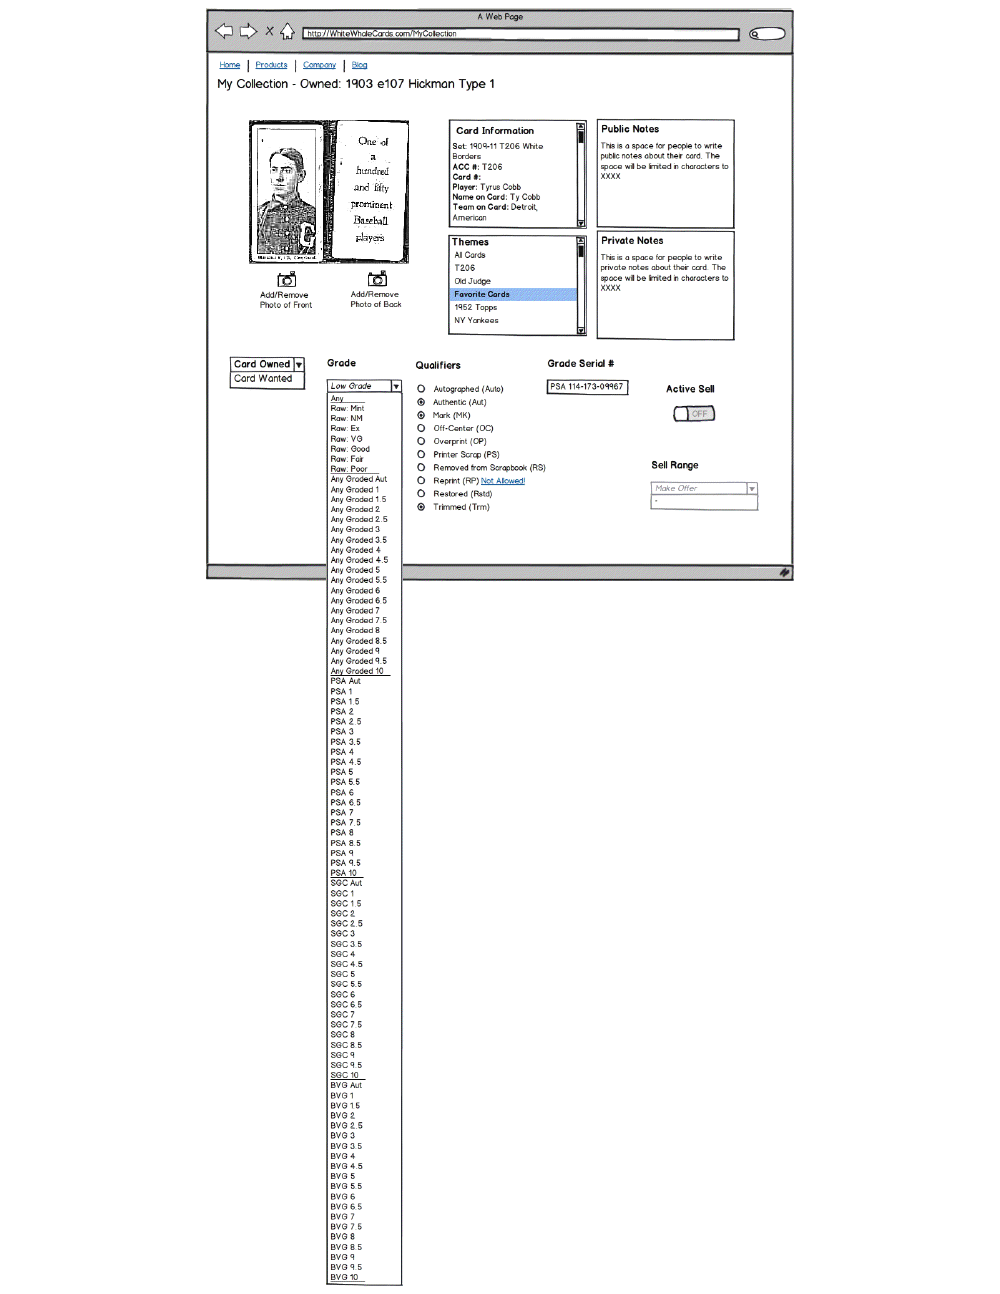 A Web Page
http://WhiteWhaleCards.com/MyCollection
Home | Products | Company | Blog
My Collection - Owned: 1903 e107 Hickman Type 1
One of
a
hundred
and fifty
prominent
Baseball
players
Add/Remove
Photo of Front
Add/Remove
Photo of Back
Card Information
Set: 1909-11 T206 White
Borders
ACC #: T206
Card #:
Player: Tyrus Cobb
Name on Card: Ty Cobb
Team on Card: Detroit,
American
Public Notes
This is a space for people to write
public notes about their card. The
space will be limited in characters to
XXXX
Themes
All Cards
T206
Old Judge
Favorite Cards
1952 Topps
NY Yankees
Private Notes
This is a space for people to write
private notes about their card. The
space will be limited in characters to
XXXX
Card Owned
Card Wanted
Grade
Low Grade
Any
Raw: Mint
Raw: NM
Raw: Ex
Raw: VG
Raw: Good
Raw: Fair
Raw: Poor
Any Graded Aut
Any Graded 1
Any Graded 1.5
Any Graded 2
Any Graded 2.5
Any Graded 3
Any Graded 3.5
Any Graded 4
Any Graded 4.5
Any Graded 5
Any Graded 5.5
Any Graded 6
Any Graded 6.5
Any Graded 7
Any Graded 7.5
Any Graded 8
Any Graded 8.5
Any Graded 9
Any Graded 9.5
Any Graded 10
PSA Aut
PSA 1
PSA 1.5
PSA 2
PSA 2.5
PSA 3
PSA 3.5
PSA 4
PSA 4.5
PSA 5
PSA 5.5
PSA 6
PSA 6.5
PSA 7
PSA 7.5
PSA 8
PSA 8.5
PSA 9
PSA 9.5
PSA 10
SGC Aut
SGC 1
SGC 1.5
SGC 2
SGC 2.5
SGC 3
SGC 3.5
SGC 4
SGC 4.5
SGC 5
SGC 5.5
SGC 6
SGC 6.5
SGC 7
SGC 7.5
SGC 8
SGC 8.5
SGC 9
SGC 9.5
SGC 10
BVG Aut
BVG 1
BVG 1.5
BVG 2
BVG 2.5
BVG 3
BVG 3.5
BVG 4
BVG 4.5
BVG 5
BVG 5.5
BVG 6
BVG 6.5
BVG 7
BVG 7.5
BVG 8
BVG 8.5
BVG 9
BVG 9.5
BVG 10
Qualifiers
Autographed (Auto)
Authentic (Aut)
Mark (MK)
Off-Center (OC)
Overprint (OP)
Printer Scrap (PS)
Removed from Scrapbook (RS)
Reprint (RP) Not Allowed!
Restored (Rstd)
Trimmed (Trm)
Grade Serial #
PSA 114-173-09967
Active Sell
OFF
Sell Range
Make Offer